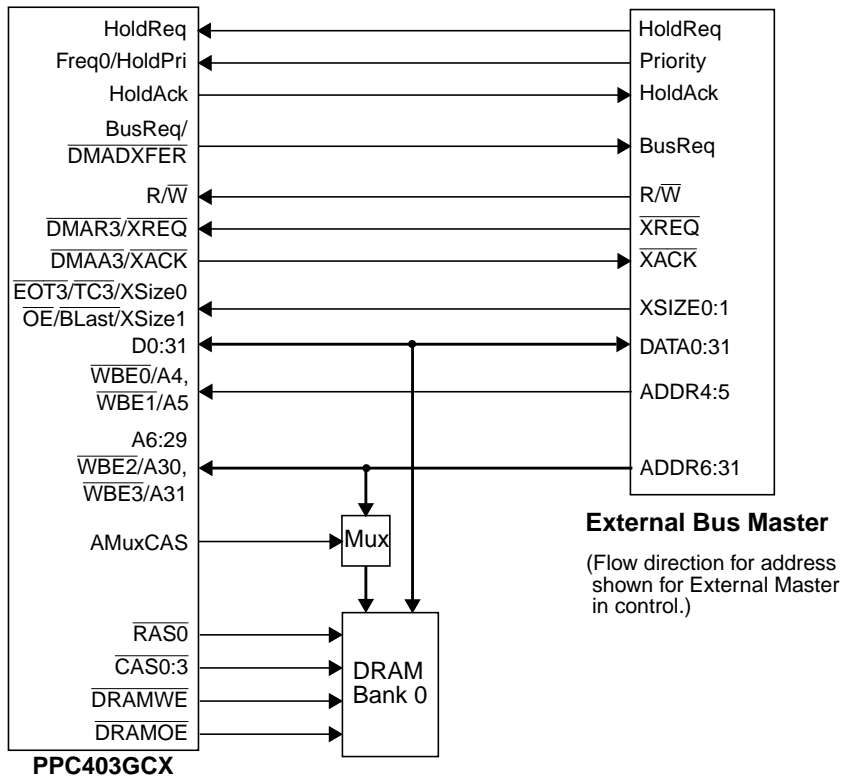 HoldReq
Freq0/HoldPri
HoldAck
BusReq/
DMADXFER
R/W
DMAR3/XREQ
DMAA3/XACK
EOT3/TC3/XSize0
OE/BLast/XSize1
D0:31
WBE0/A4,
WBE1/A5
A6:29
WBE2/A30,
WBE3/A31
AMuxCAS
RAS0
CAS0:3
DRAMWE
DRAMOE
PPC403GCX
Mux
DRAM
Bank 0
HoldReq
Priority
HoldAck
BusReq
R/W
XREQ
XACK
XSIZE0:1
DATA0:31
ADDR4:5
ADDR6:31
External Bus Master
(Flow direction for address
shown for External Master
in control.)